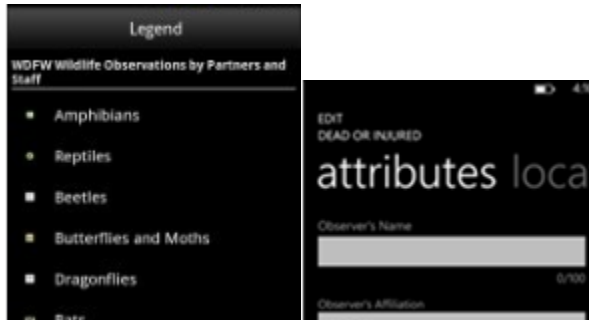 Legend
WDFW Wildlife Observations by Partners and
Staff
Amphibians
Reptiles
Beetles
Butterflies and Moths
Dragonflies
Bats
EDIT
DEAD OR INJURED
attributes loca
Observer's Name
0/100
Observer's Affiliation